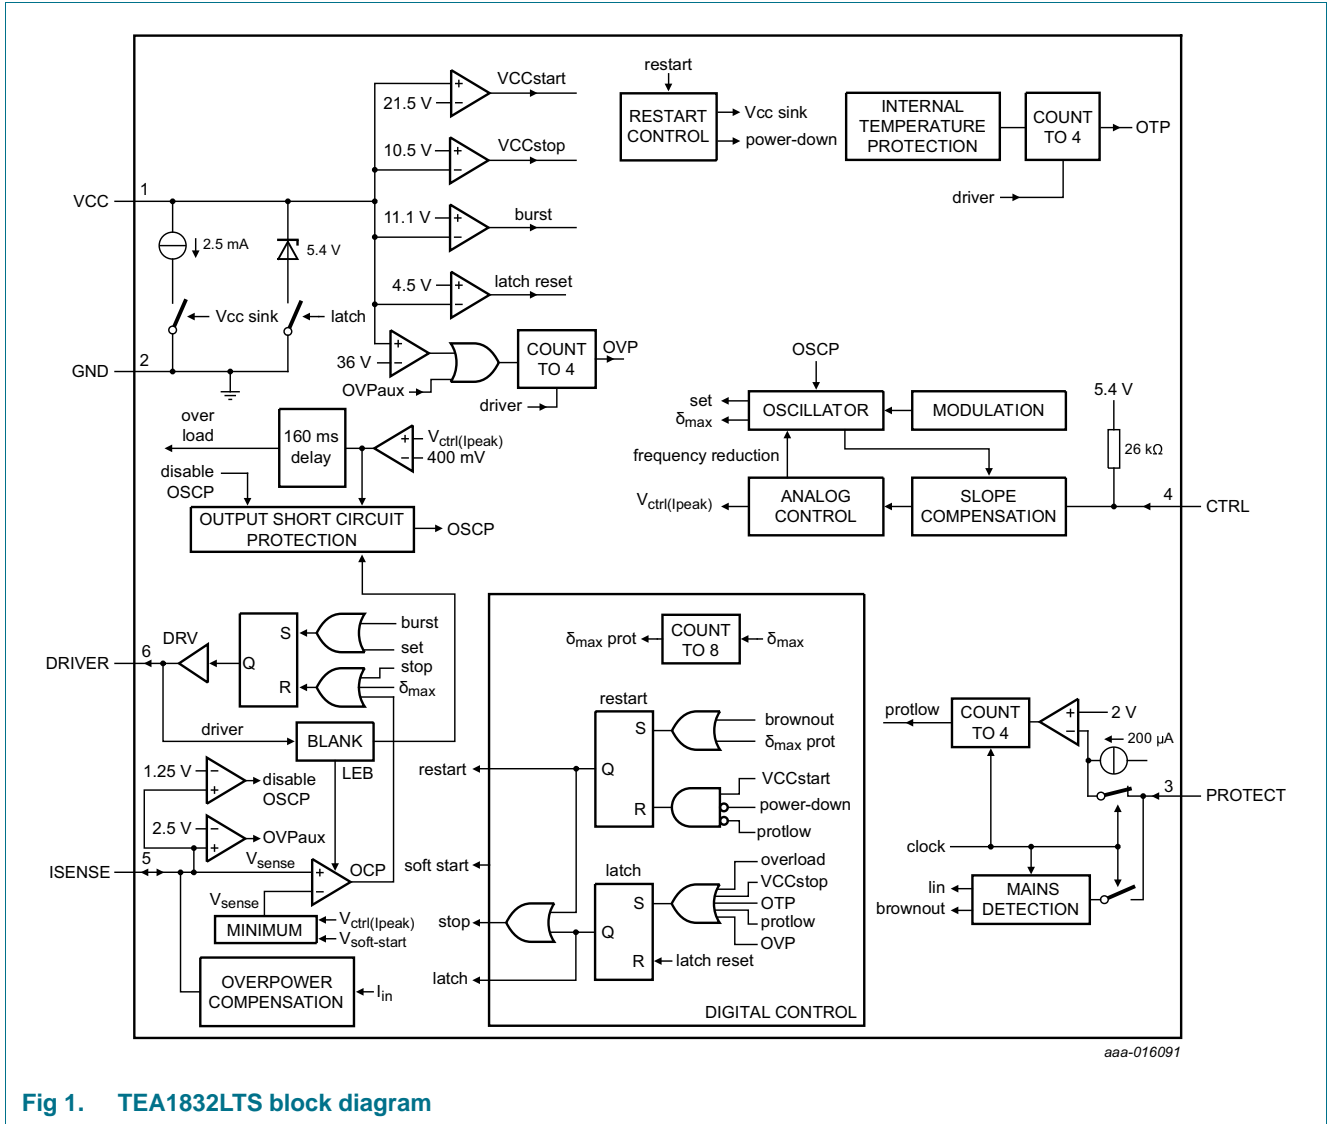 restart
VCCstart
21.5 V
+
−
RESTART
CONTROL
Vcc sink
power-down
INTERNAL
TEMPERATURE
PROTECTION
COUNT
TO 4
OTP
driver
10.5 V
+
−
VCCstop
VCC
1
11.1 V
+
−
burst
2.5 mA
5.4 V
4.5 V
+
−
latch reset
Vcc sink
latch
GND
2
36 V
+
−
OVPaux
COUNT
TO 4
OVP
driver
OSCP
set
δmax
OSCILLATOR
MODULATION
5.4 V
26 kΩ
frequency reduction
Vctrl(Ipeak)
ANALOG
CONTROL
SLOPE
COMPENSATION
4
CTRL
over
load
160 ms
delay
+
−
Vctrl(Ipeak)
400 mV
disable
OSCP
OUTPUT SHORT CIRCUIT
PROTECTION
OSCP
DRIVER
6
DRV
S
Q
R
burst
set
stop
δmax
driver
BLANK
LEB
1.25 V
−
+
disable
OSCP
2.5 V
−
+
OVPaux
ISENSE
5
Vsense
+
−
OCP
Vsense
MINIMUM
Vctrl(Ipeak)
Vsoft-start
OVERPOWER
COMPENSATION
Iin
δmax prot
COUNT
TO 8
δmax
restart
S
Q
R
brownout
δmax prot
VCCstart
power-down
protlow
restart
soft start
latch
S
Q
R
overload
VCCstop
OTP
protlow
OVP
latch reset
stop
latch
DIGITAL CONTROL
protlow
COUNT
TO 4
+
−
2 V
200 µA
3
PROTECT
clock
lin
brownout
MAINS
DETECTION
aaa-016091
Fig 1. TEA1832LTS block diagram